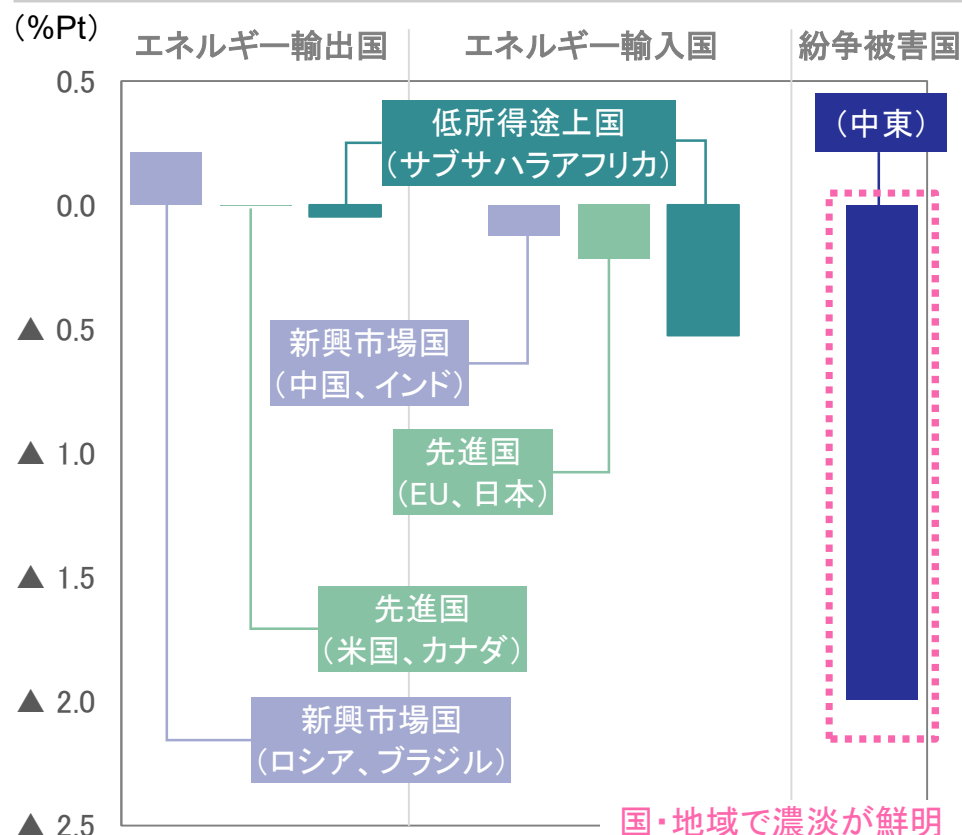 （%Pt）
エネルギー輸出国
エネルギー輸入国
紛争被害国
0.5
0.0
▲ 0.5
▲ 1.0
▲ 1.5
▲ 2.0
▲ 2.5
低所得途上国
（サブサハラアフリカ）
（中東）
新興市場国
（中国、インド）
先進国
（EU、日本）
先進国
（米国、カナダ）
新興市場国
（ロシア、ブラジル）
国・地域で濃淡が鮮明